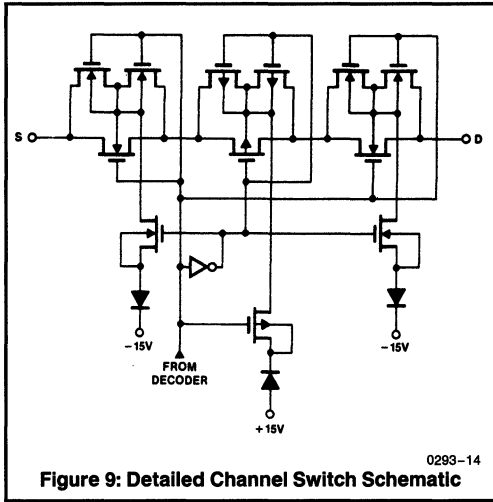 S
D
-15V
FROM
DECODER
+15V
-15V
0293-14
Figure 9: Detailed Channel Switch Schematic